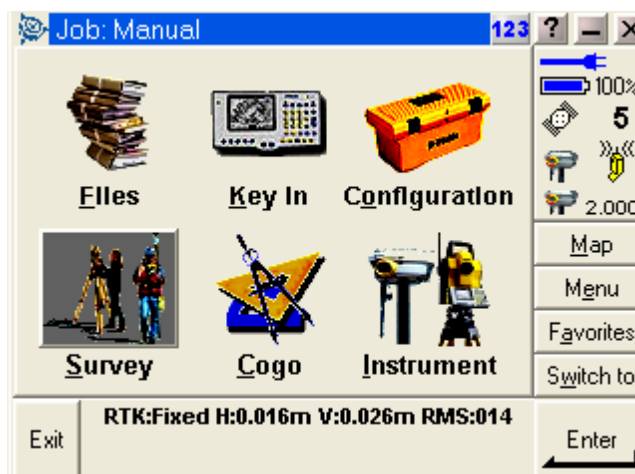 Job: Manual 123 ?
100%
5
2.000
Files Key In Configuration
Survey Cogo Instrument
Map
Menu
Favorites
Switch to
Exit
RTK:Fixed H:0.016m V:0.026m RMS:014
Enter